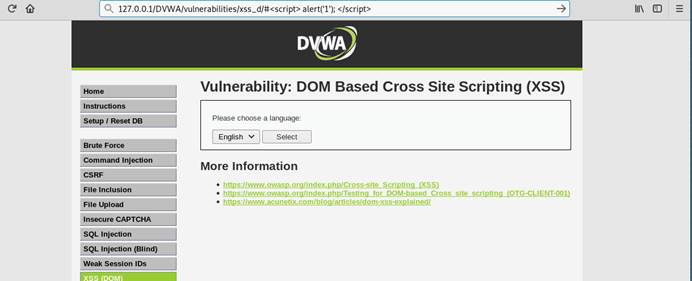 127.0.0.1/DVWA/vulnerabilities/xss_d/#<script> alert('1'); </script>
DVWA
Home
Instructions
Setup / Reset DB
Brute Force
Command Injection
CSRF
File Inclusion
File Upload
Insecure CAPTCHA
SQL Injection
SQL Injection (Blind)
Weak Session IDs
XSS (DOM)
Vulnerability: DOM Based Cross Site Scripting (XSS)
Please choose a language:
English Select
More Information
https://www.owasp.org/index.php/Cross-site_Scripting_(XSS)
https://www.owasp.org/index.php/Testing_for_DOM-based_Cross_site_scripting_(OTG-CLIENT-001)
https://www.acunetix.com/blog/articles/dom-xss-explained/